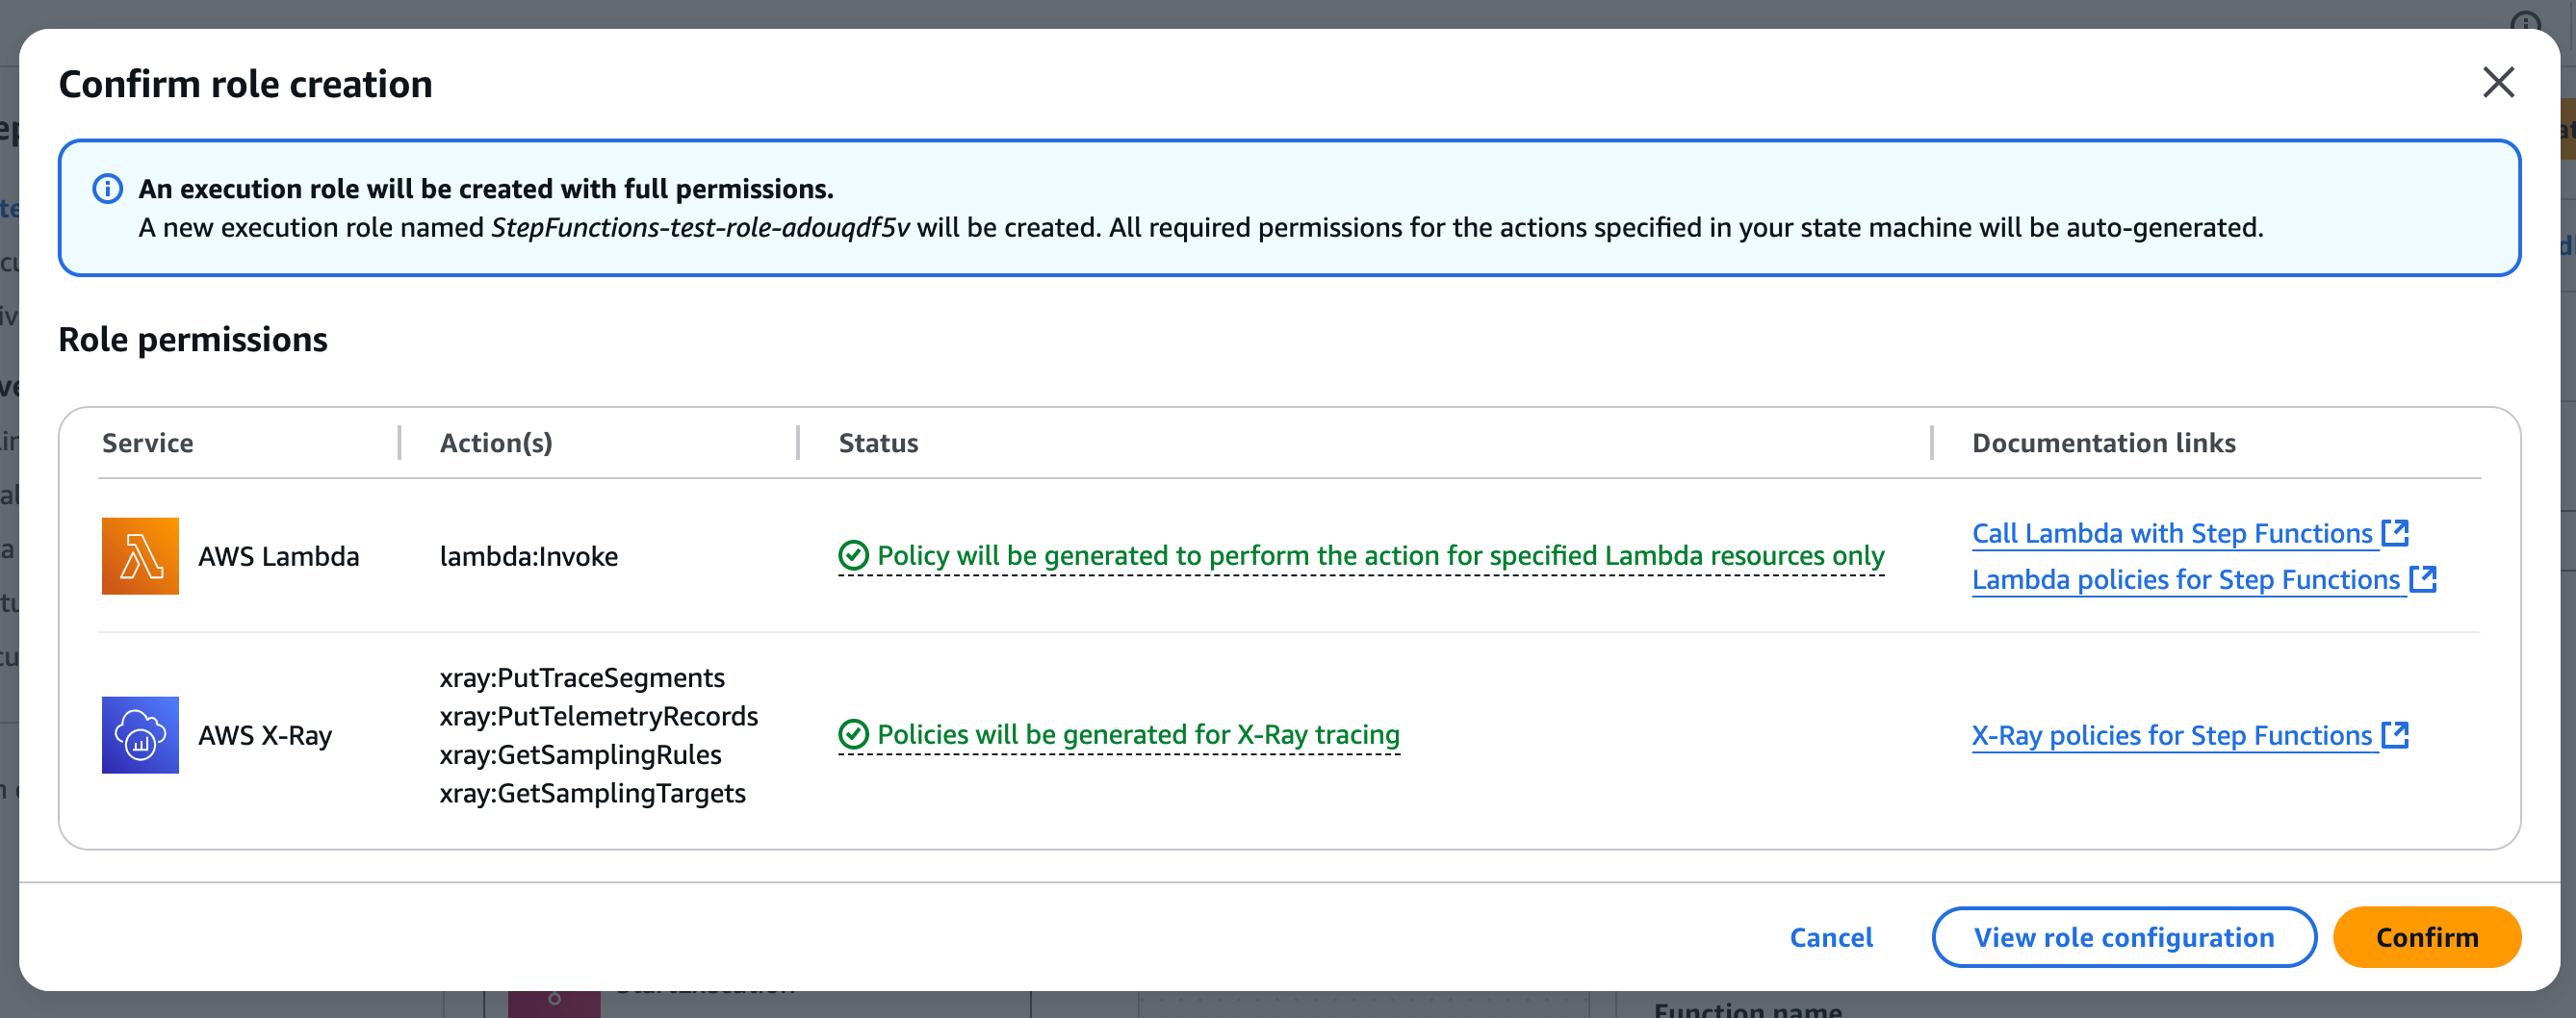 Confirm role creation
An execution role will be created with full permissions.
A new execution role named StepFunctions-test-role-adouqdf5v will be created. All required permissions for the actions specified in your state machine will be auto-generated.
Role permissions
Service
Action(s)
Status
Documentation links
AWS Lambda
lambda:Invoke
Policy will be generated to perform the action for specified Lambda resources only
Call Lambda with Step Functions
Lambda policies for Step Functions
AWS X-Ray
xray:PutTraceSegments
xray:PutTelemetryRecords
xray:GetSamplingRules
xray:GetSamplingTargets
Policies will be generated for X-Ray tracing
X-Ray policies for Step Functions
Cancel
View role configuration
Confirm
Function name